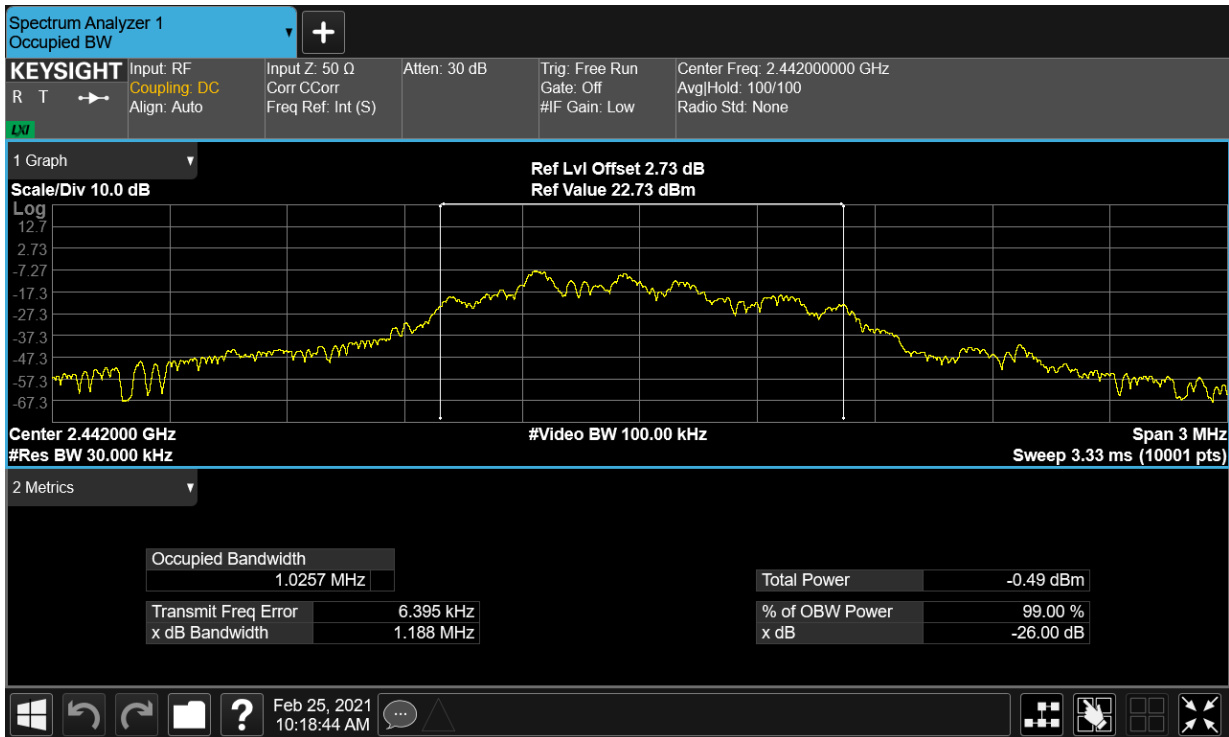 Spectrum Analyzer 1
Occupied BW
KEYSIGHT
R T
LXI
Input: RF
Coupling: DC
Align: Auto
Input Z: 50 Ω
Corr CCorr
Freq Ref: Int (S)
Atten: 30 dB
Trig: Free Run
Gate: Off
#IF Gain: Low
Center Freq: 2.442000000 GHz
Avg|Hold: 100/100
Radio Std: None
1 Graph
Scale/Div 10.0 dB
Ref Lvl Offset 2.73 dB
Ref Value 22.73 dBm
Log
12.7
2.73
-7.27
-17.3
-27.3
-37.3
-47.3
-57.3
-67.3
Center 2.442000 GHz
#Video BW 100.00 kHz
Span 3 MHz
#Res BW 30.000 kHz
Sweep 3.33 ms (10001 pts)
2 Metrics
Occupied Bandwidth
1.0257 MHz
Total Power -0.49 dBm
Transmit Freq Error 6.395 kHz
% of OBW Power 99.00 %
x dB Bandwidth 1.188 MHz
x dB -26.00 dB
?
Feb 25, 2021
10:18:44 AM